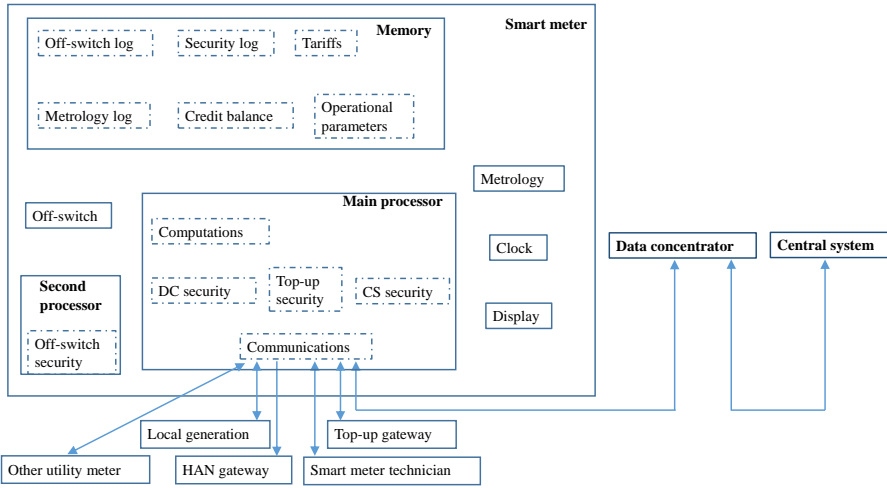 Smart meter
Memory
Off-switch log
Security log
Tariffs
Metrology log
Credit balance
Operational
parameters
Metrology
Main processor
Off-switch
Computations
Clock
Data concentrator
Central system
Second
processor
DC security
Top-up
security
CS security
Display
Off-switch
security
Communications
Local generation
Top-up gateway
Other utility meter
HAN gateway
Smart meter technician